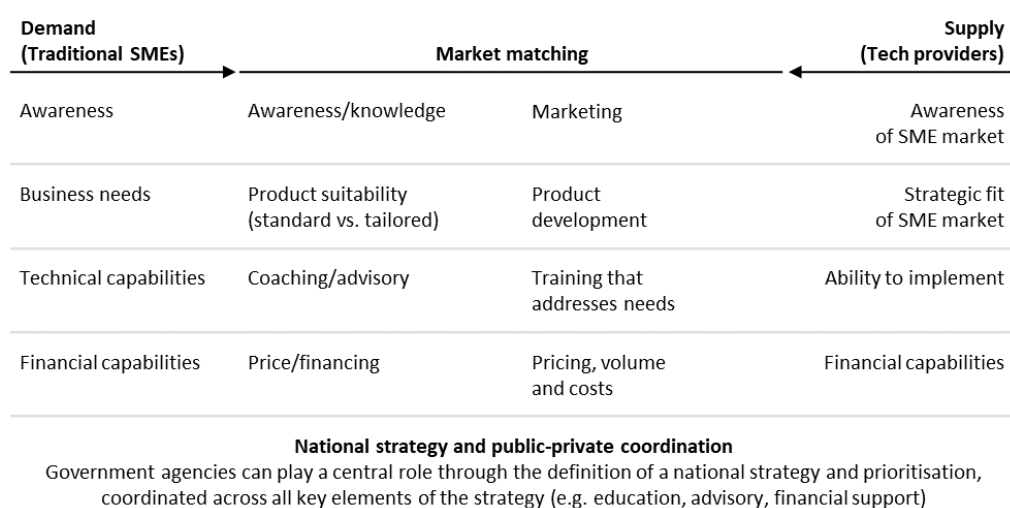 Demand
(Traditional SMEs)
Market matching
Supply
(Tech providers)
Awareness
Awareness/knowledge
Marketing
Awareness
of SME market
Business needs
Product suitability
(standard vs. tailored)
Product
development
Strategic fit
of SME market
Technical capabilities
Coaching/advisory
Training that
addresses needs
Ability to implement
Financial capabilities
Price/financing
Pricing, volume
and costs
Financial capabilities
National strategy and public-private coordination
Government agencies can play a central role through the definition of a national strategy and prioritisation,
coordinated across all key elements of the strategy (e.g. education, advisory, financial support)